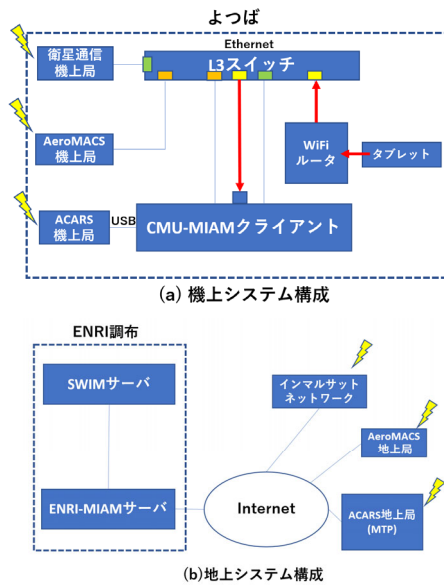 よつば
Ethernet
L3スイッチ
衛星通信
機上局
AeroMACS
機上局
WiFi
ルータ
タブレット
ACARS
機上局
USB
CMU-MIAMクライアント
(a) 機上システム構成
ENRI調布
SWIMサーバ
インマルサット
ネットワーク
AeroMACS
地上局
ENRI-MIAMサーバ
Internet
ACARS地上局
(MTP)
(b)地上システム構成